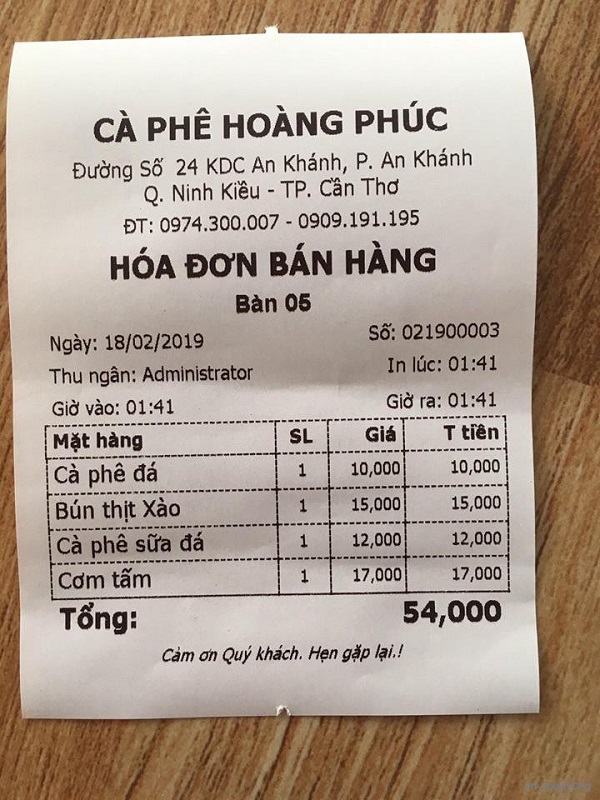 CÀ PHÊ HOÀNG PHÚC
Đường Số 24 KDC An Khánh, P. An Khánh
Q. Ninh Kiều - TP. Cần Thơ
ĐT: 0974.300.007 - 0909.191.195
HÓA ĐƠN BÁN HÀNG
Bàn 05
Ngày: 18/02/2019 Số: 021900003
Thu ngân: Administrator In lúc: 01:41
Giờ vào: 01:41 Giờ ra: 01:41
Mặt hàng SL Giá T tiền
Cà phê đá 1 10,000 10,000
Bún thịt Xào 1 15,000 15,000
Cà phê sữa đá 1 12,000 12,000
Cơm tấm 1 17,000 17,000
Tổng: 54,000
Cảm ơn Quý khách. Hẹn gặp lại.!